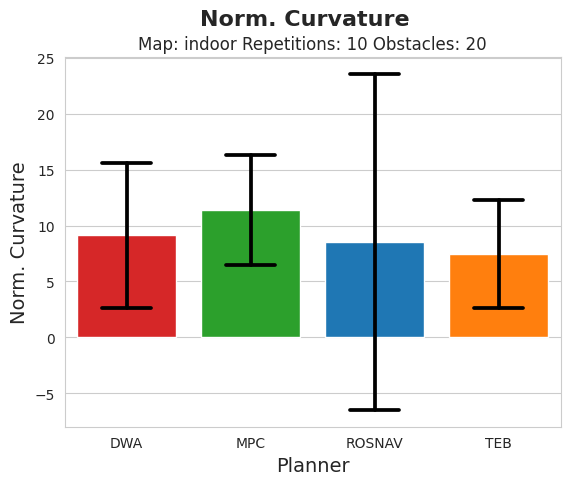 Norm. Curvature
Map: indoor Repetitions: 10 Obstacles: 20
25
20
15
10
5
0
−5
Norm. Curvature
DWA MPC ROSNAV TEB
Planner